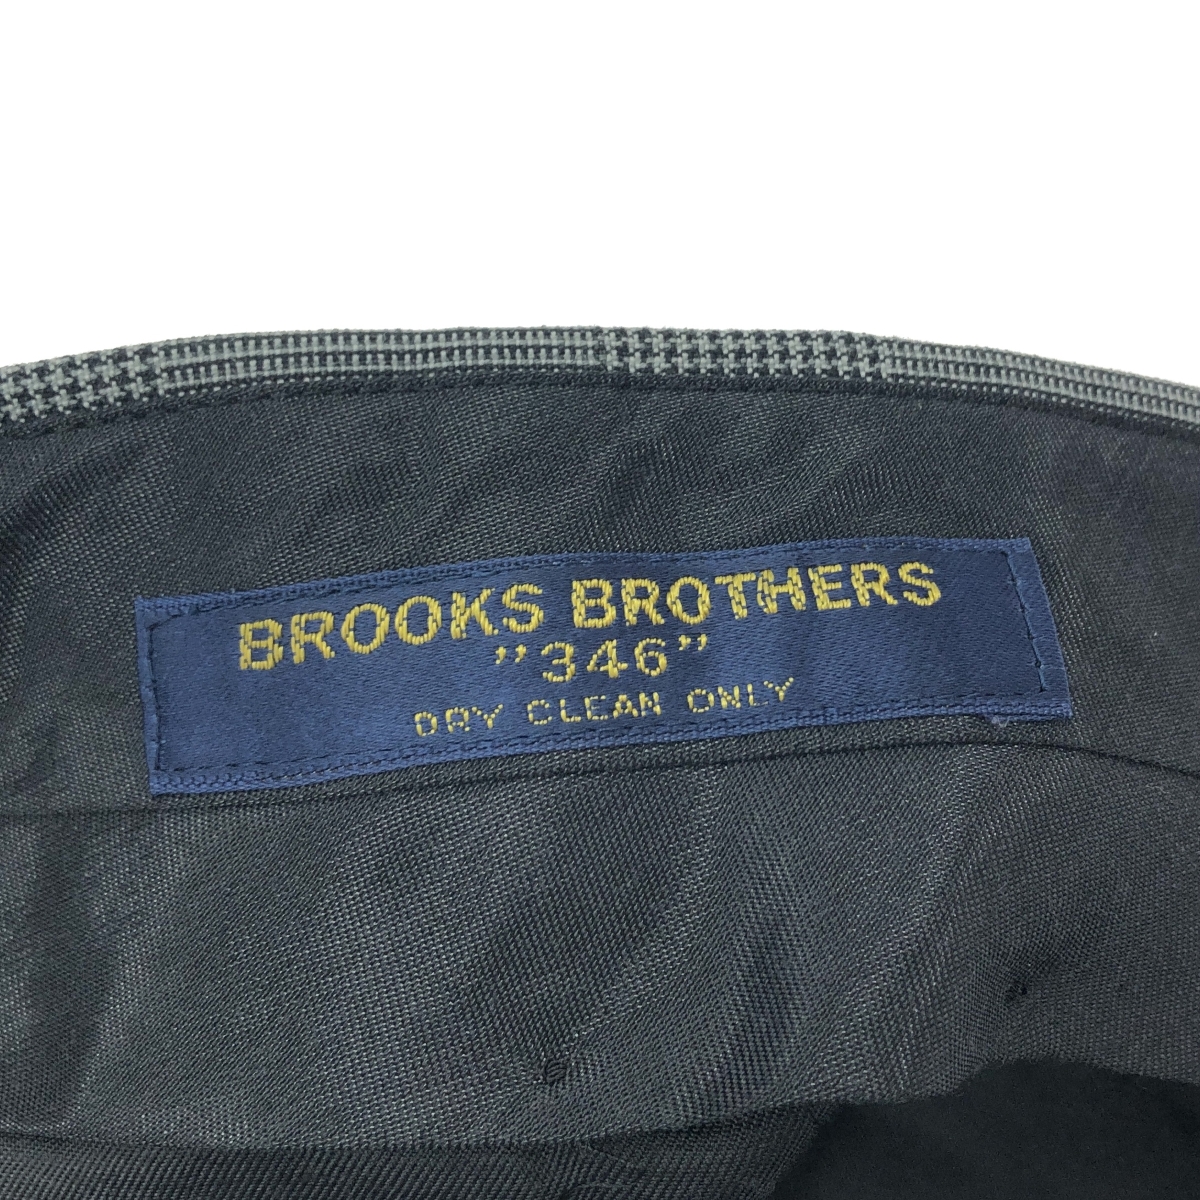 BROOKS BROTHERS
”346”
DRY CLEAN ONLY